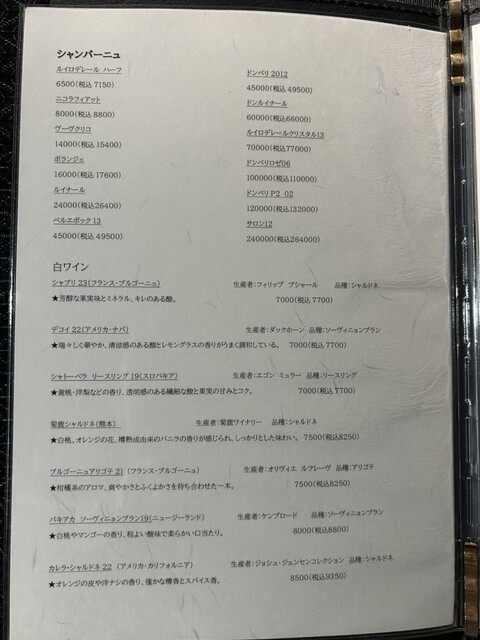 シャンパーニュ
ルイロデレール ハーフ
6500(税込 7150)
ニコラフィアット
8000(税込 8800)
ヴーヴクリコ
14000(税込 15400)
ボランジェ
16000(税込 17600)
ルイナール
24000(税込26400)
ベルエポック 13
45000(税込 49500)
ドンペリ 2012
45000(税込 49500)
ドンルイナール
60000(税込66000)
ルイロデレールクリスタル13
70000(税込77000)
ドンペリロゼ06
100000(税込110000)
ドンペリ P2 02
120000(税込132000)
サロン12
240000(税込264000)
白ワイン
シャブリ 23(フランス・ブルゴーニュ) 生産者:フィリップ ブシャール 品種:シャルドネ
★芳醇な果実味とミネラル、キレのある酸。 7000(税込 7700)
デコイ 22(アメリカ・ナパ) 生産者:ダックホーン 品種:ソーヴィニョンブラン
★瑞々しく華やか、清涼感のある酸とレモングラスの香りがうまく調和している。 7000(税込 7700)
シャトーベラ リースリング 19(スロバキア) 生産者:エゴン ミュラー 品種:リースリング
★黄桃・洋梨などの香り、透明感のある繊細な酸と果実の甘みとコク。 7000(税込 7700)
菊鹿シャルドネ(熊本) 生産者:菊鹿ワイナリー 品種:シャルドネ
★白桃、オレンジの花、樽熟成由来のバニラの香りが感じられ、しっかりとした味わい。 7500(税込8250)
ブルゴーニュアリゴテ 21 (フランス・ブルゴーニュ) 生産者:オリヴィエ ルフレーヴ 品種:アリゴテ
★柑橘系のアロマ、爽やかさとふくよかさを持ち合わせた一本。 7500(税込8250)
パキアカ ソーヴィニョンブラン19(ニュージーランド) 生産者:ケンブロード 品種:ソーヴィニョンブラン
★白桃やマンゴーの香り、程よい酸味で柔らかい口当たり。 8000(税込8800)
カレラ・シャルドネ 22 (アメリカ・カリフォルニア) 生産者:ジョシュ・ジェンセンコレクション 品種:シャルドネ
★オレンジの皮や洋ナシの香り、僅かな樽香とスパイス香。 8500(税込9350)